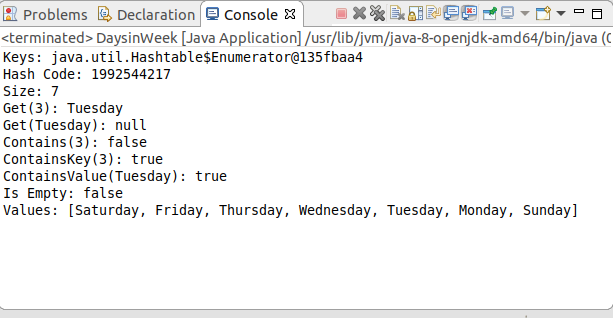 Problems Declaration Console
<terminated> DaysinWeek [Java Application] /usr/lib/jvm/java-8-openjdk-amd64/bin/java (
Keys: java.util.Hashtable$Enumerator@135fbaa4
Hash Code: 1992544217
Size: 7
Get(3): Tuesday
Get(Tuesday): null
Contains(3): false
ContainsKey(3): true
ContainsValue(Tuesday): true
Is Empty: false
Values: [Saturday, Friday, Thursday, Wednesday, Tuesday, Monday, Sunday]